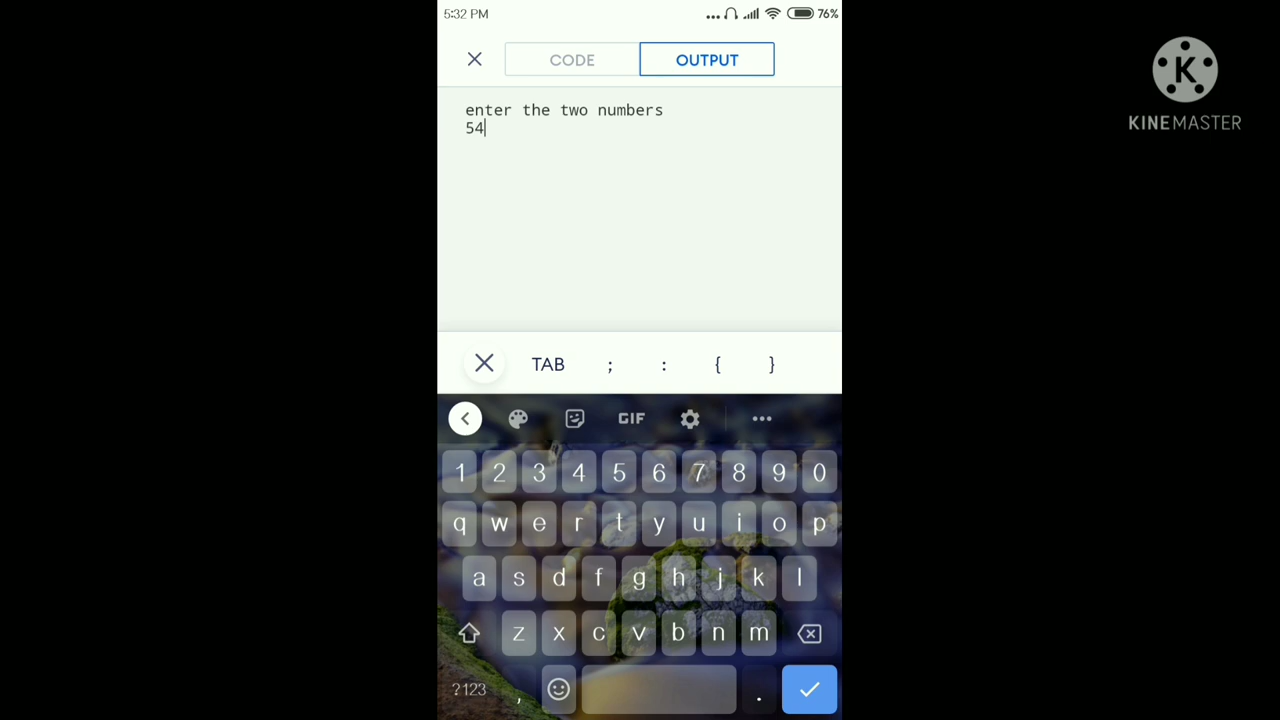 5:32 PM
76%
CODE OUTPUT
enter the two numbers
54
TAB ; : { }
GIF
1 2 3 4 5 6 7 8 9 0
q w e r t y u i o p
a s d f g h j k l
z x c v b n m
?123 , .
K
KINEMASTER